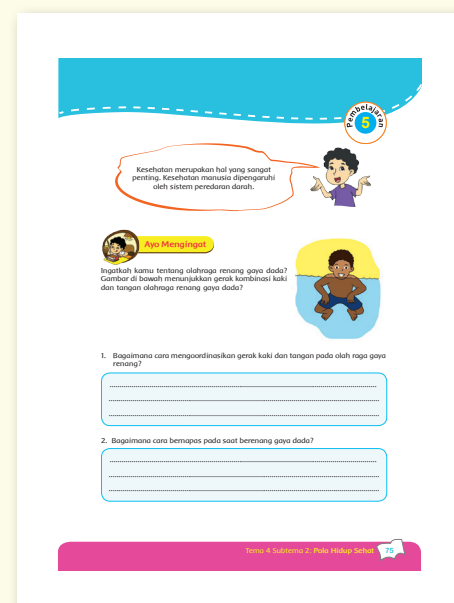 Pembelajaran
5
Kesehatan merupakan hal yang sangat
penting. Kesehatan manusia dipengaruhi
oleh sistem peredaran darah.
Ayo Mengingat
Ingatkah kamu tentang olahraga renang gaya dada?
Gambar di bawah menunjukkan gerak kombinasi kaki
dan tangan olahraga renang gaya dada?
1. Bagaimana cara mengoordinasikan gerak kaki dan tangan pada olah raga gaya
renang?
2. Bagaimana cara bernapas pada saat berenang gaya dada?
Tema 4 Subtema 2: Pola Hidup Sehat
75